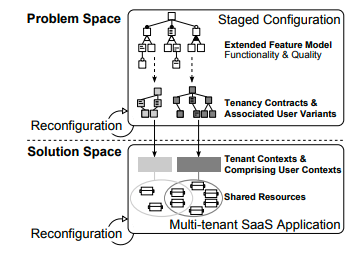 Problem Space
Staged Configuration
Extended Feature Model
Functionality & Quality
Tenancy Contracts &
Associated User Variants
Reconfiguration
Solution Space
Tenant Contexts &
Comprising User Contexts
Shared Resources
Reconfiguration
Multi-tenant SaaS Application